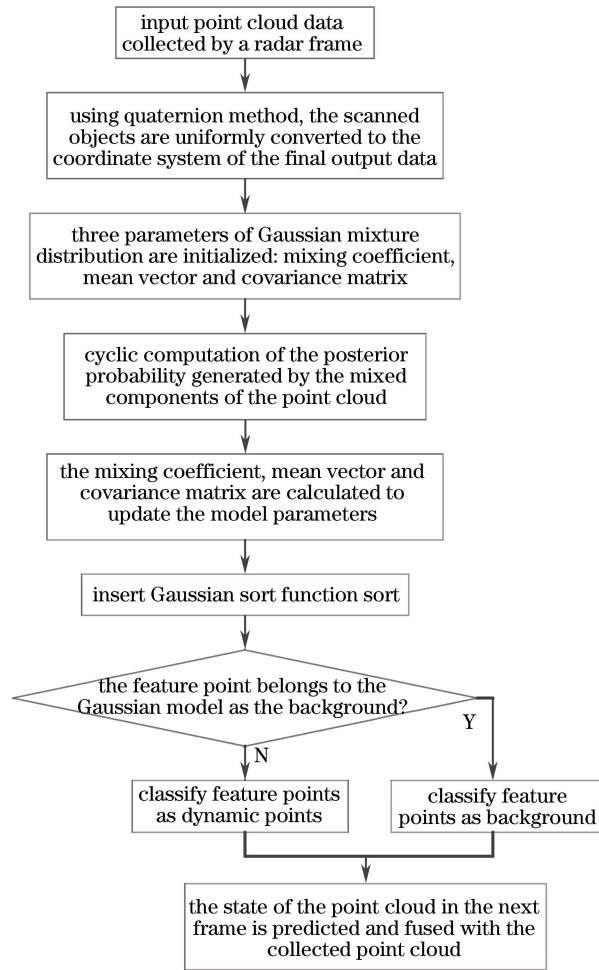 input point cloud data
collected by a radar frame
using quaternion method, the scanned
objects are uniformly converted to the
coordinate system of the final output data
three parameters of Gaussian mixture
distribution are initialized: mixing coefficient,
mean vector and covariance matrix
cyclic computation of the posterior
probability generated by the mixed
components of the point cloud
the mixing coefficient, mean vector and
covariance matrix are calculated to
update the model parameters
insert Gaussian sort function sort
the feature point belongs to the
Gaussian model as the background?
Y
N
classify feature points
as dynamic points
classify feature
points as background
the state of the point cloud in the next
frame is predicted and fused with the
collected point cloud